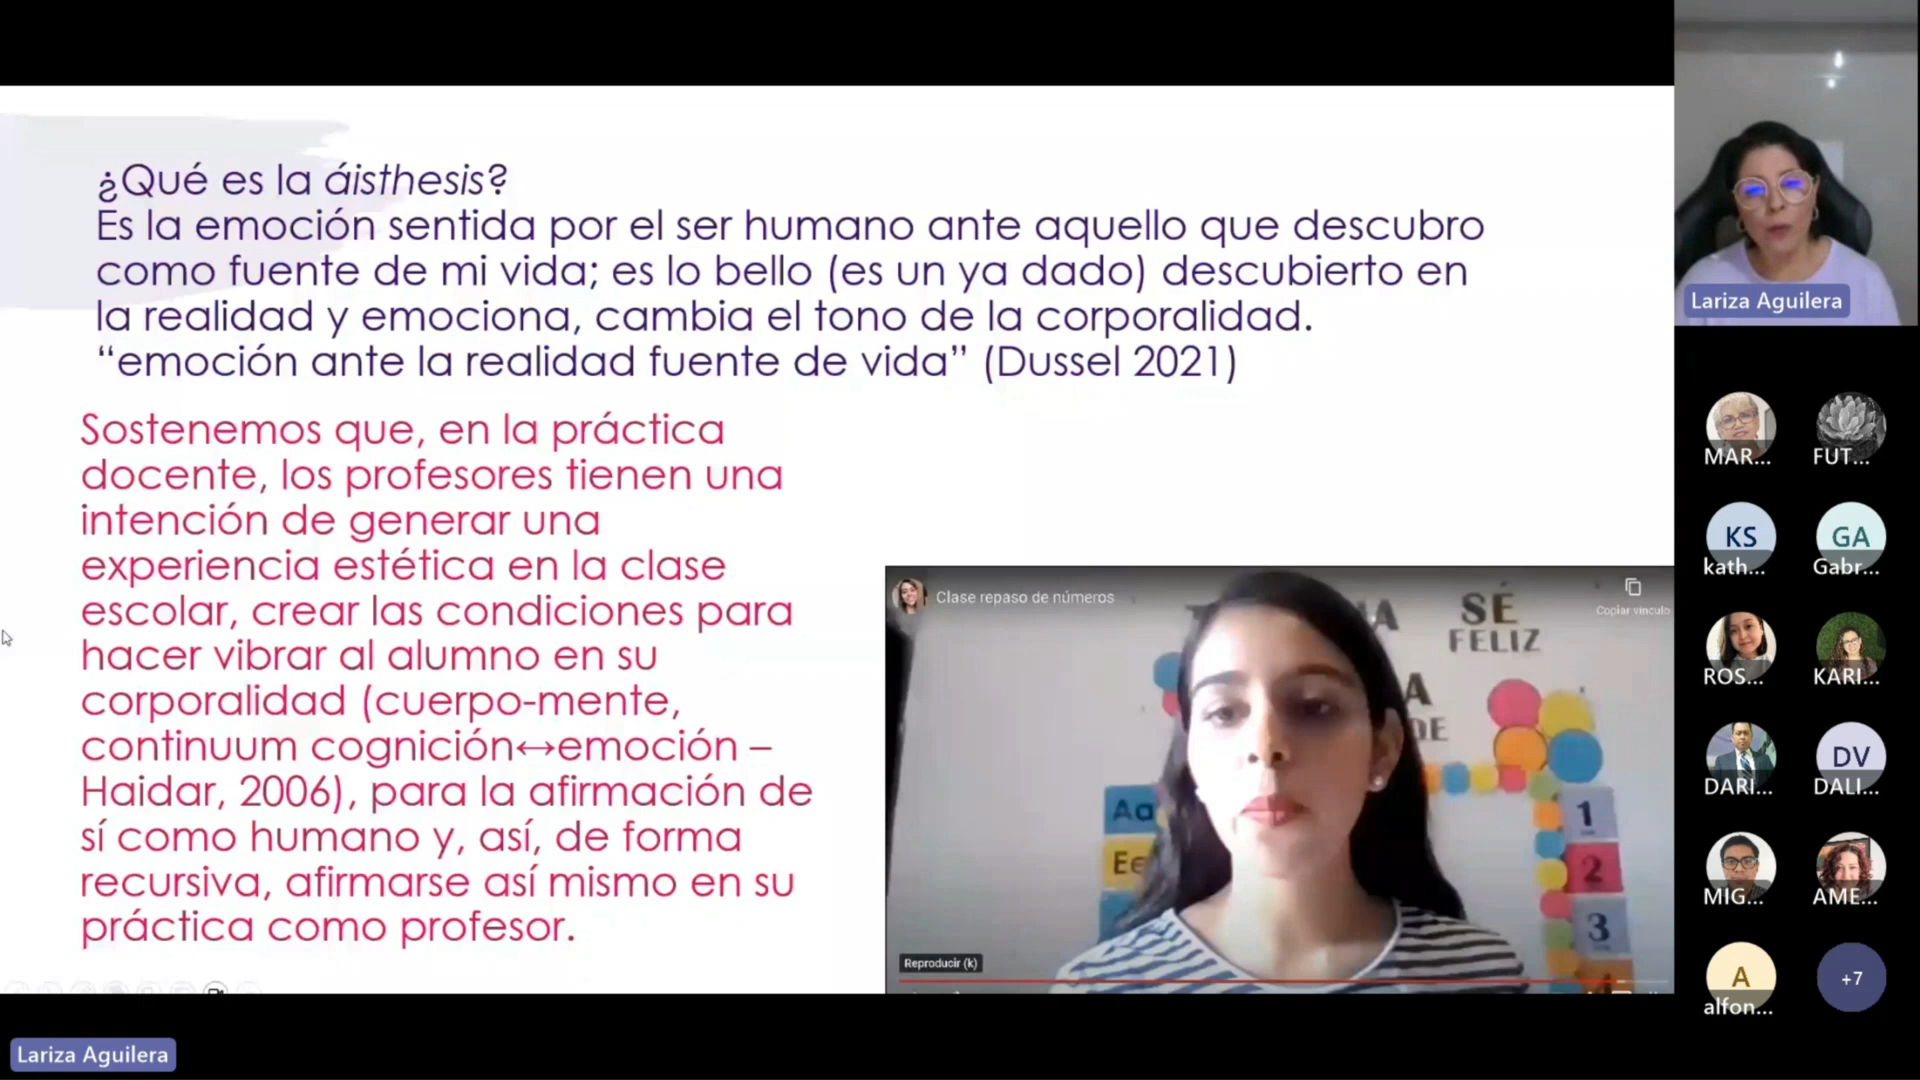 ¿Qué es la áisthesis?
Es la emoción sentida por el ser humano ante aquello que descubro
como fuente de mi vida; es lo bello (es un ya dado) descubierto en
la realidad y emociona, cambia el tono de la corporalidad.
“emoción ante la realidad fuente de vida” (Dussel 2021)
Sostenemos que, en la práctica
docente, los profesores tienen una
intención de generar una
experiencia estética en la clase
escolar, crear las condiciones para
hacer vibrar al alumno en su
corporalidad (cuerpo-mente,
continuum cognición↔emoción –
Haidar, 2006), para la afirmación de
sí como humano y, así, de forma
recursiva, afirmarse así mismo en su
práctica como profesor.
Clase repaso de números
Copiar vínculo
SÉ
FELIZ
A
DE
Aa
Ee
1
2
3
Reproducir (k)
Lariza Aguilera
MAR...
FUT...
KS
kath...
GA
Gabr...
ROS...
KARI...
DARI...
DV
DALI...
MIG...
AME...
A
alfon...
+7
Lariza Aguilera